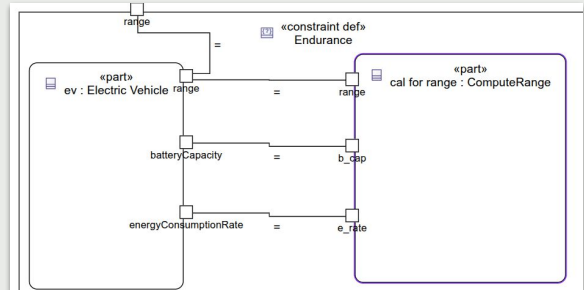 range
«constraint def»
Endurance
=
«part»
ev : Electric Vehicle
range
=
range
«part»
cal for range : ComputeRange
batteryCapacity
=
b_cap
energyConsumptionRate
=
e_rate